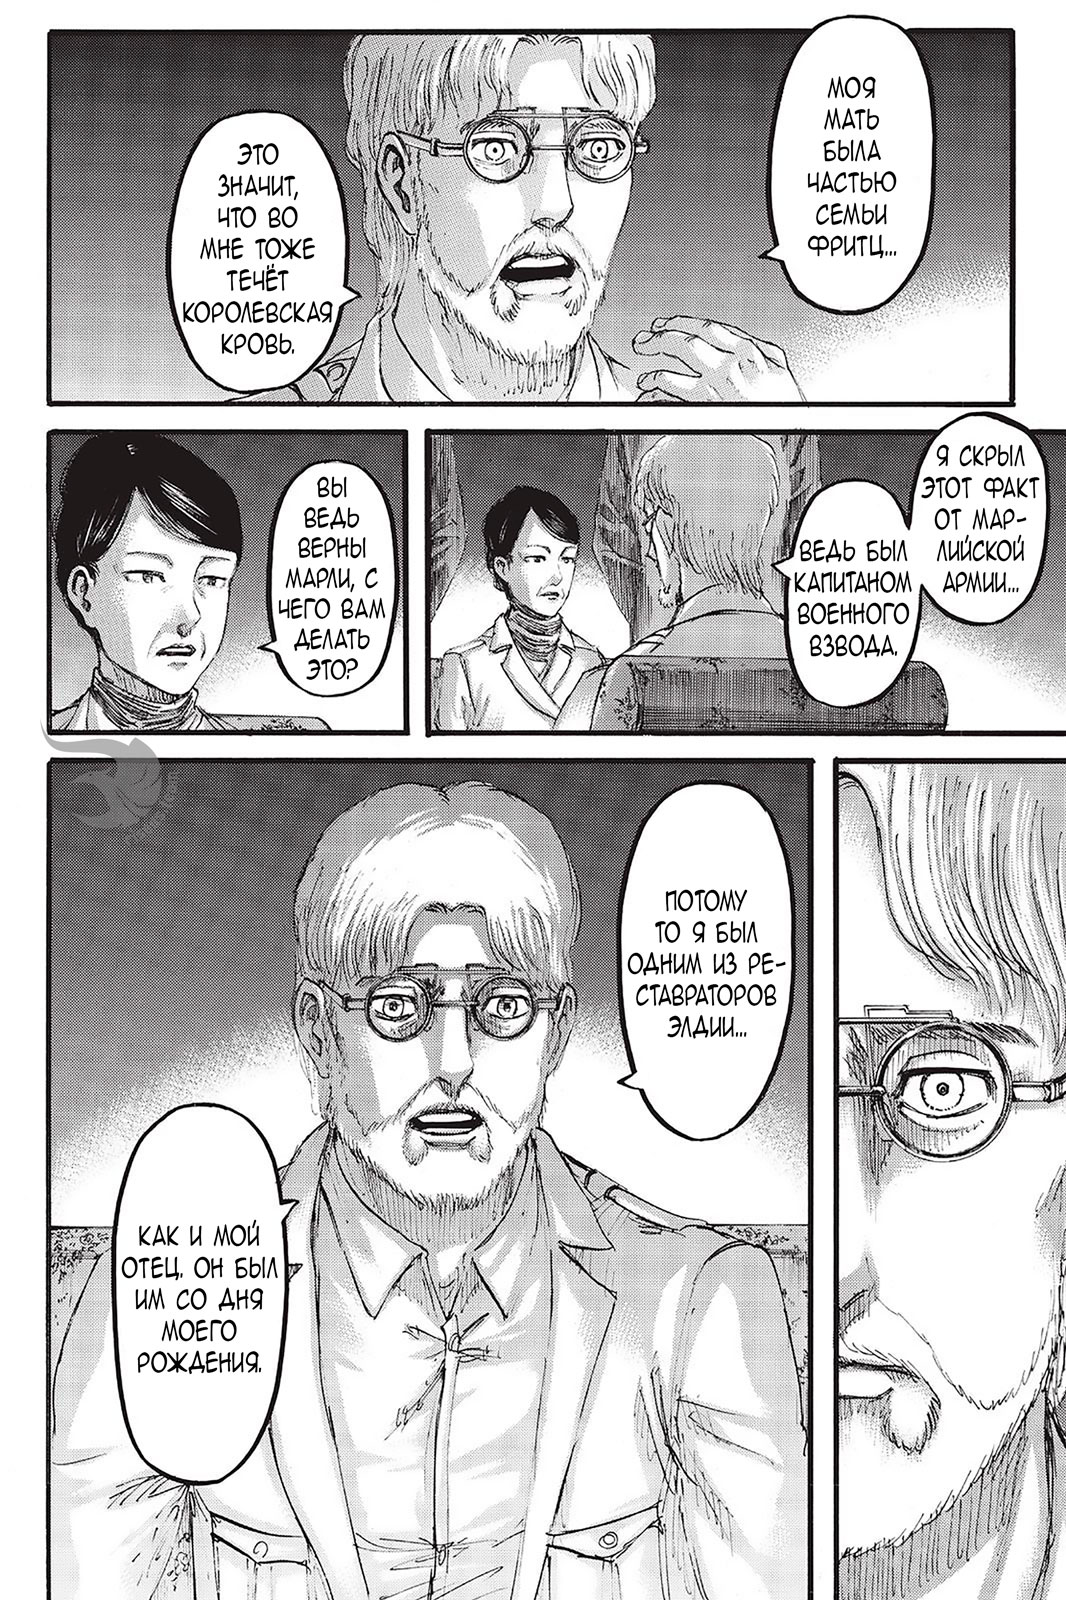 МОЯ
МАТЬ
БЫЛА
ЧАСТЬЮ
СЕМЬИ
ФРИТЦ...
ЭТО
ЗНАЧИТ,
ЧТО ВО
МНЕ ТОЖЕ
ТЕЧЁТ
КОРОЛЕВСКАЯ
КРОВЬ.
Я СКРЫЛ
ЭТОТ ФАКТ
ОТ МАР-
ЛИЙСКОЙ
АРМИИ...
ВЕДЬ БЫЛ
КАПИТАНОМ
ВОЕННОГО
ВЗВОДА.
ВЫ
ВЕДЬ
ВЕРНЫ
МАРЛИ, С
ЧЕГО ВАМ
ДЕЛАТЬ
ЭТО?
ПОТОМУ
ТО Я БЫЛ
ОДНИМ ИЗ РЕ-
СТАВРАТОРОВ
ЭЛДИИ...
КАК И МОЙ
ОТЕЦ. ОН БЫЛ
ИМ СО ДНЯ
МОЕГО
РОЖДЕНИЯ.